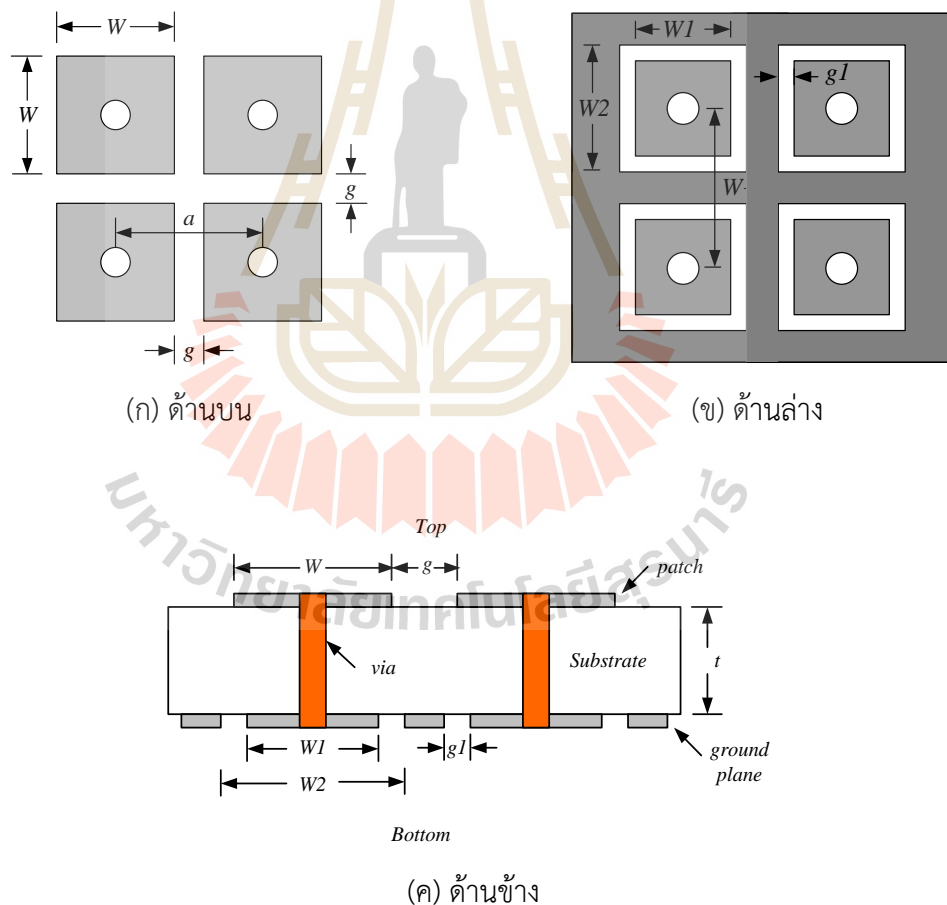 W
W
g
a
g
(ก) ด้านบน
W1
W2
g1
W
(ข) ด้านล่าง
มหาวิทยาลัยเทคโนโลยีสุรนารี
Top
W
g
patch
via
Substrate
t
W1
g1
W2
ground
plane
Bottom
(ค) ด้านข้าง